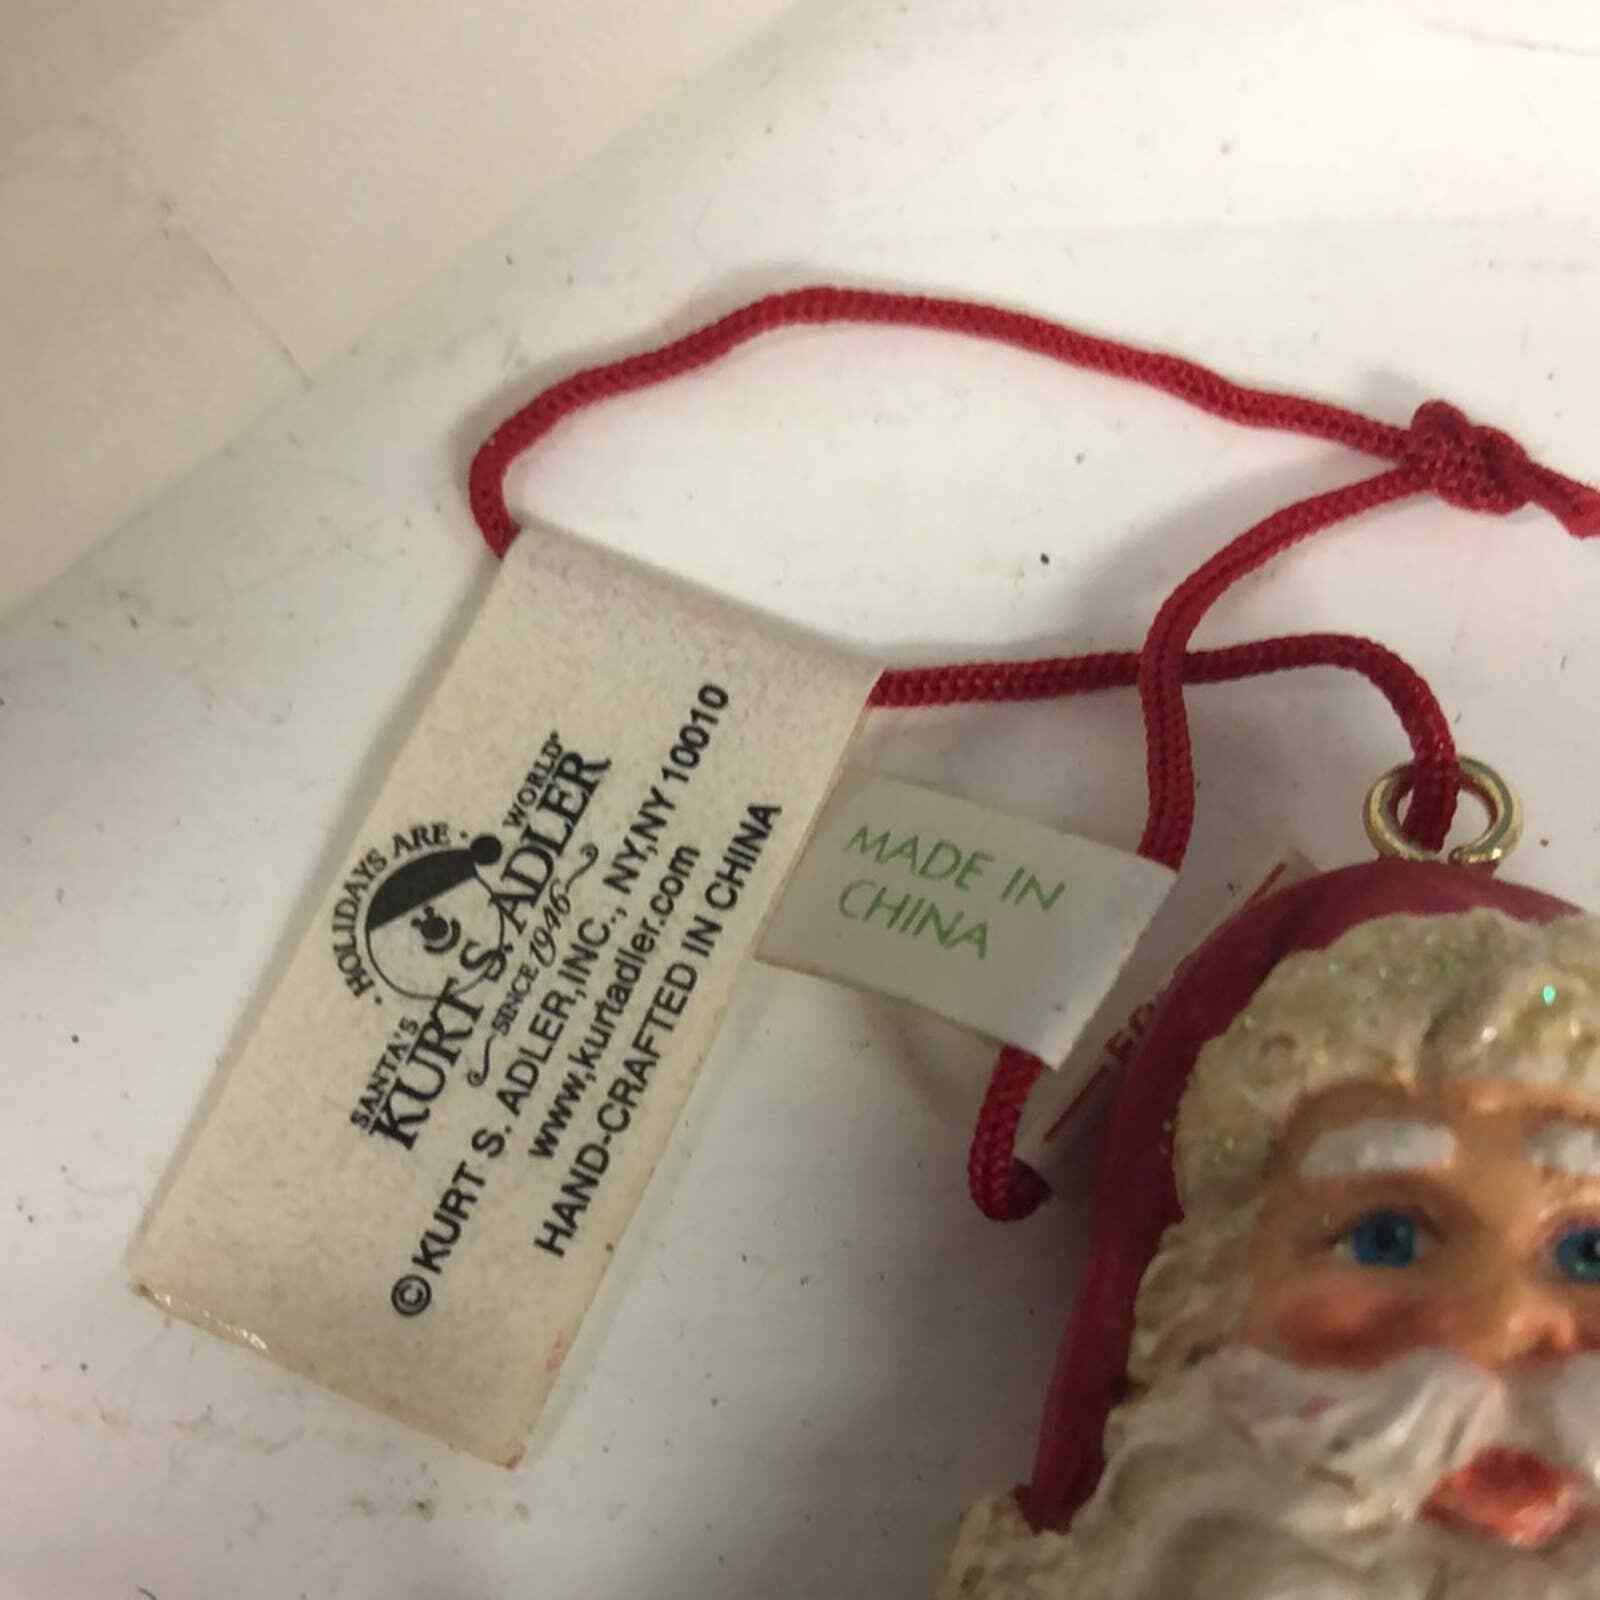 HOLIDAYS ARE
SANTA'S WORLD
KURT S. ADLER
SINCE 1946
©KURT S. ADLER,INC., NY,NY 10010
www.kurtadler.com
HAND-CRAFTED IN CHINA
MADE IN
CHINA